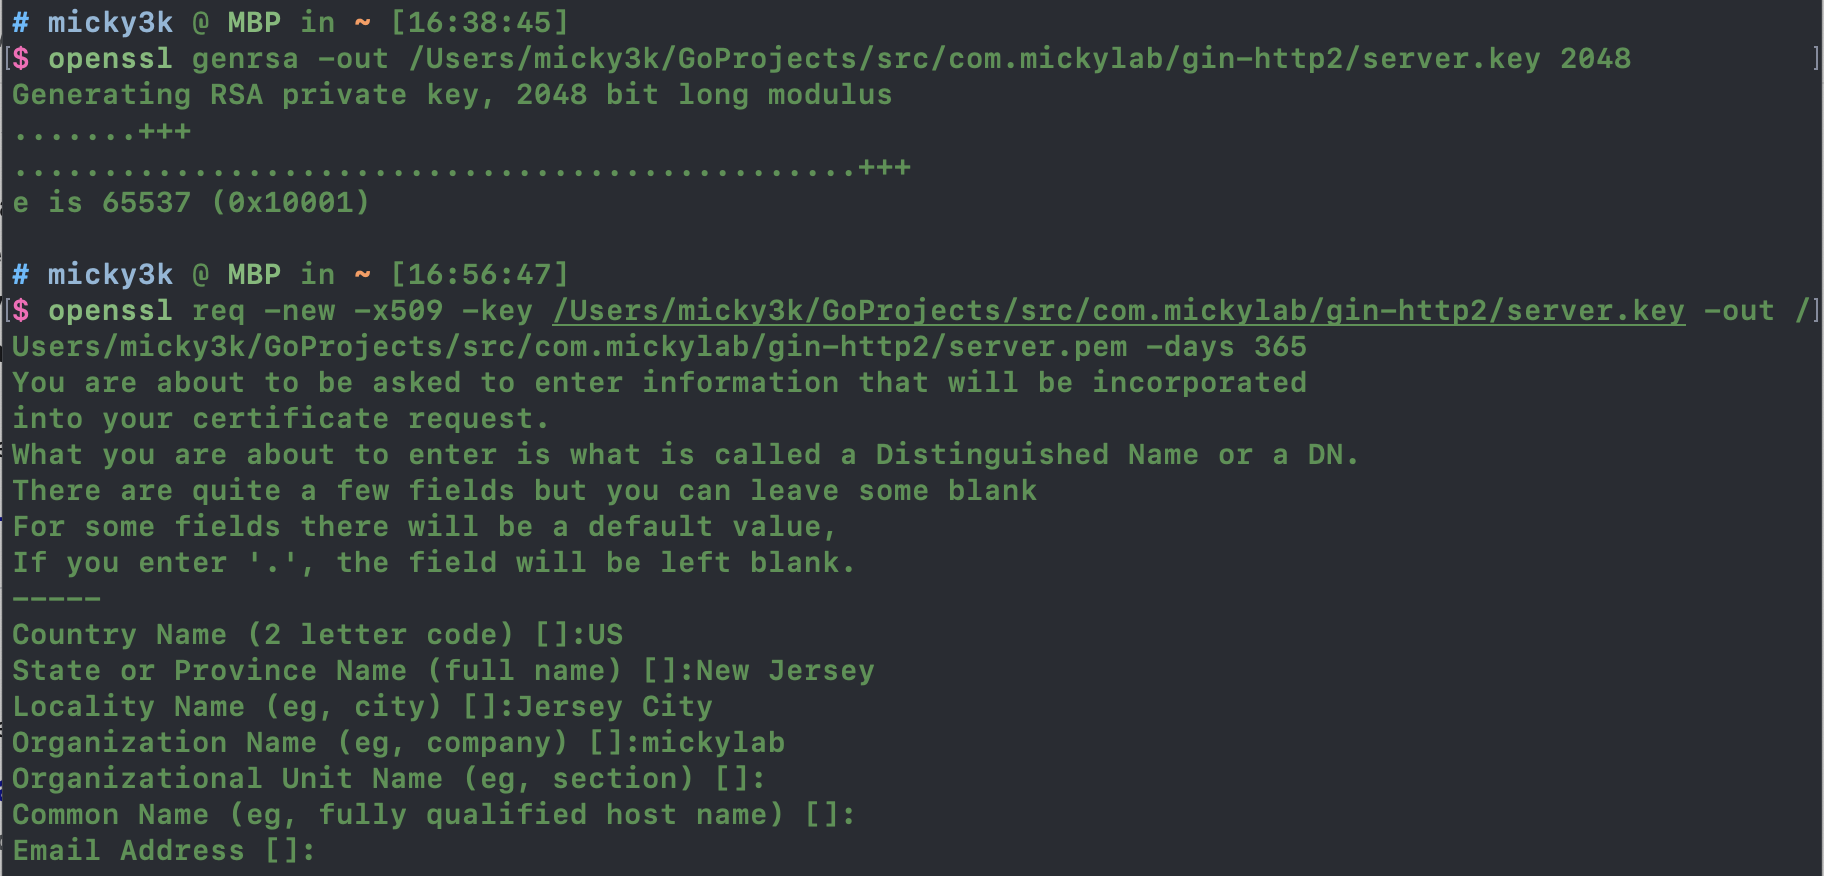 # micky3k @ MBP in ~ [16:38:45]
[$ openssl genrsa -out /Users/micky3k/GoProjects/src/com.mickylab/gin-http2/server.key 2048 ]
Generating RSA private key, 2048 bit long modulus
.......+++
...............................................+++
e is 65537 (0x10001)
# micky3k @ MBP in ~ [16:56:47]
[$ openssl req -new -x509 -key /Users/micky3k/GoProjects/src/com.mickylab/gin-http2/server.key -out /]
Users/micky3k/GoProjects/src/com.mickylab/gin-http2/server.pem -days 365
You are about to be asked to enter information that will be incorporated
into your certificate request.
What you are about to enter is what is called a Distinguished Name or a DN.
There are quite a few fields but you can leave some blank
For some fields there will be a default value,
If you enter '.', the field will be left blank.
-----
Country Name (2 letter code) []:US
State or Province Name (full name) []:New Jersey
Locality Name (eg, city) []:Jersey City
Organization Name (eg, company) []:mickylab
Organizational Unit Name (eg, section) []:
Common Name (eg, fully qualified host name) []:
Email Address []: